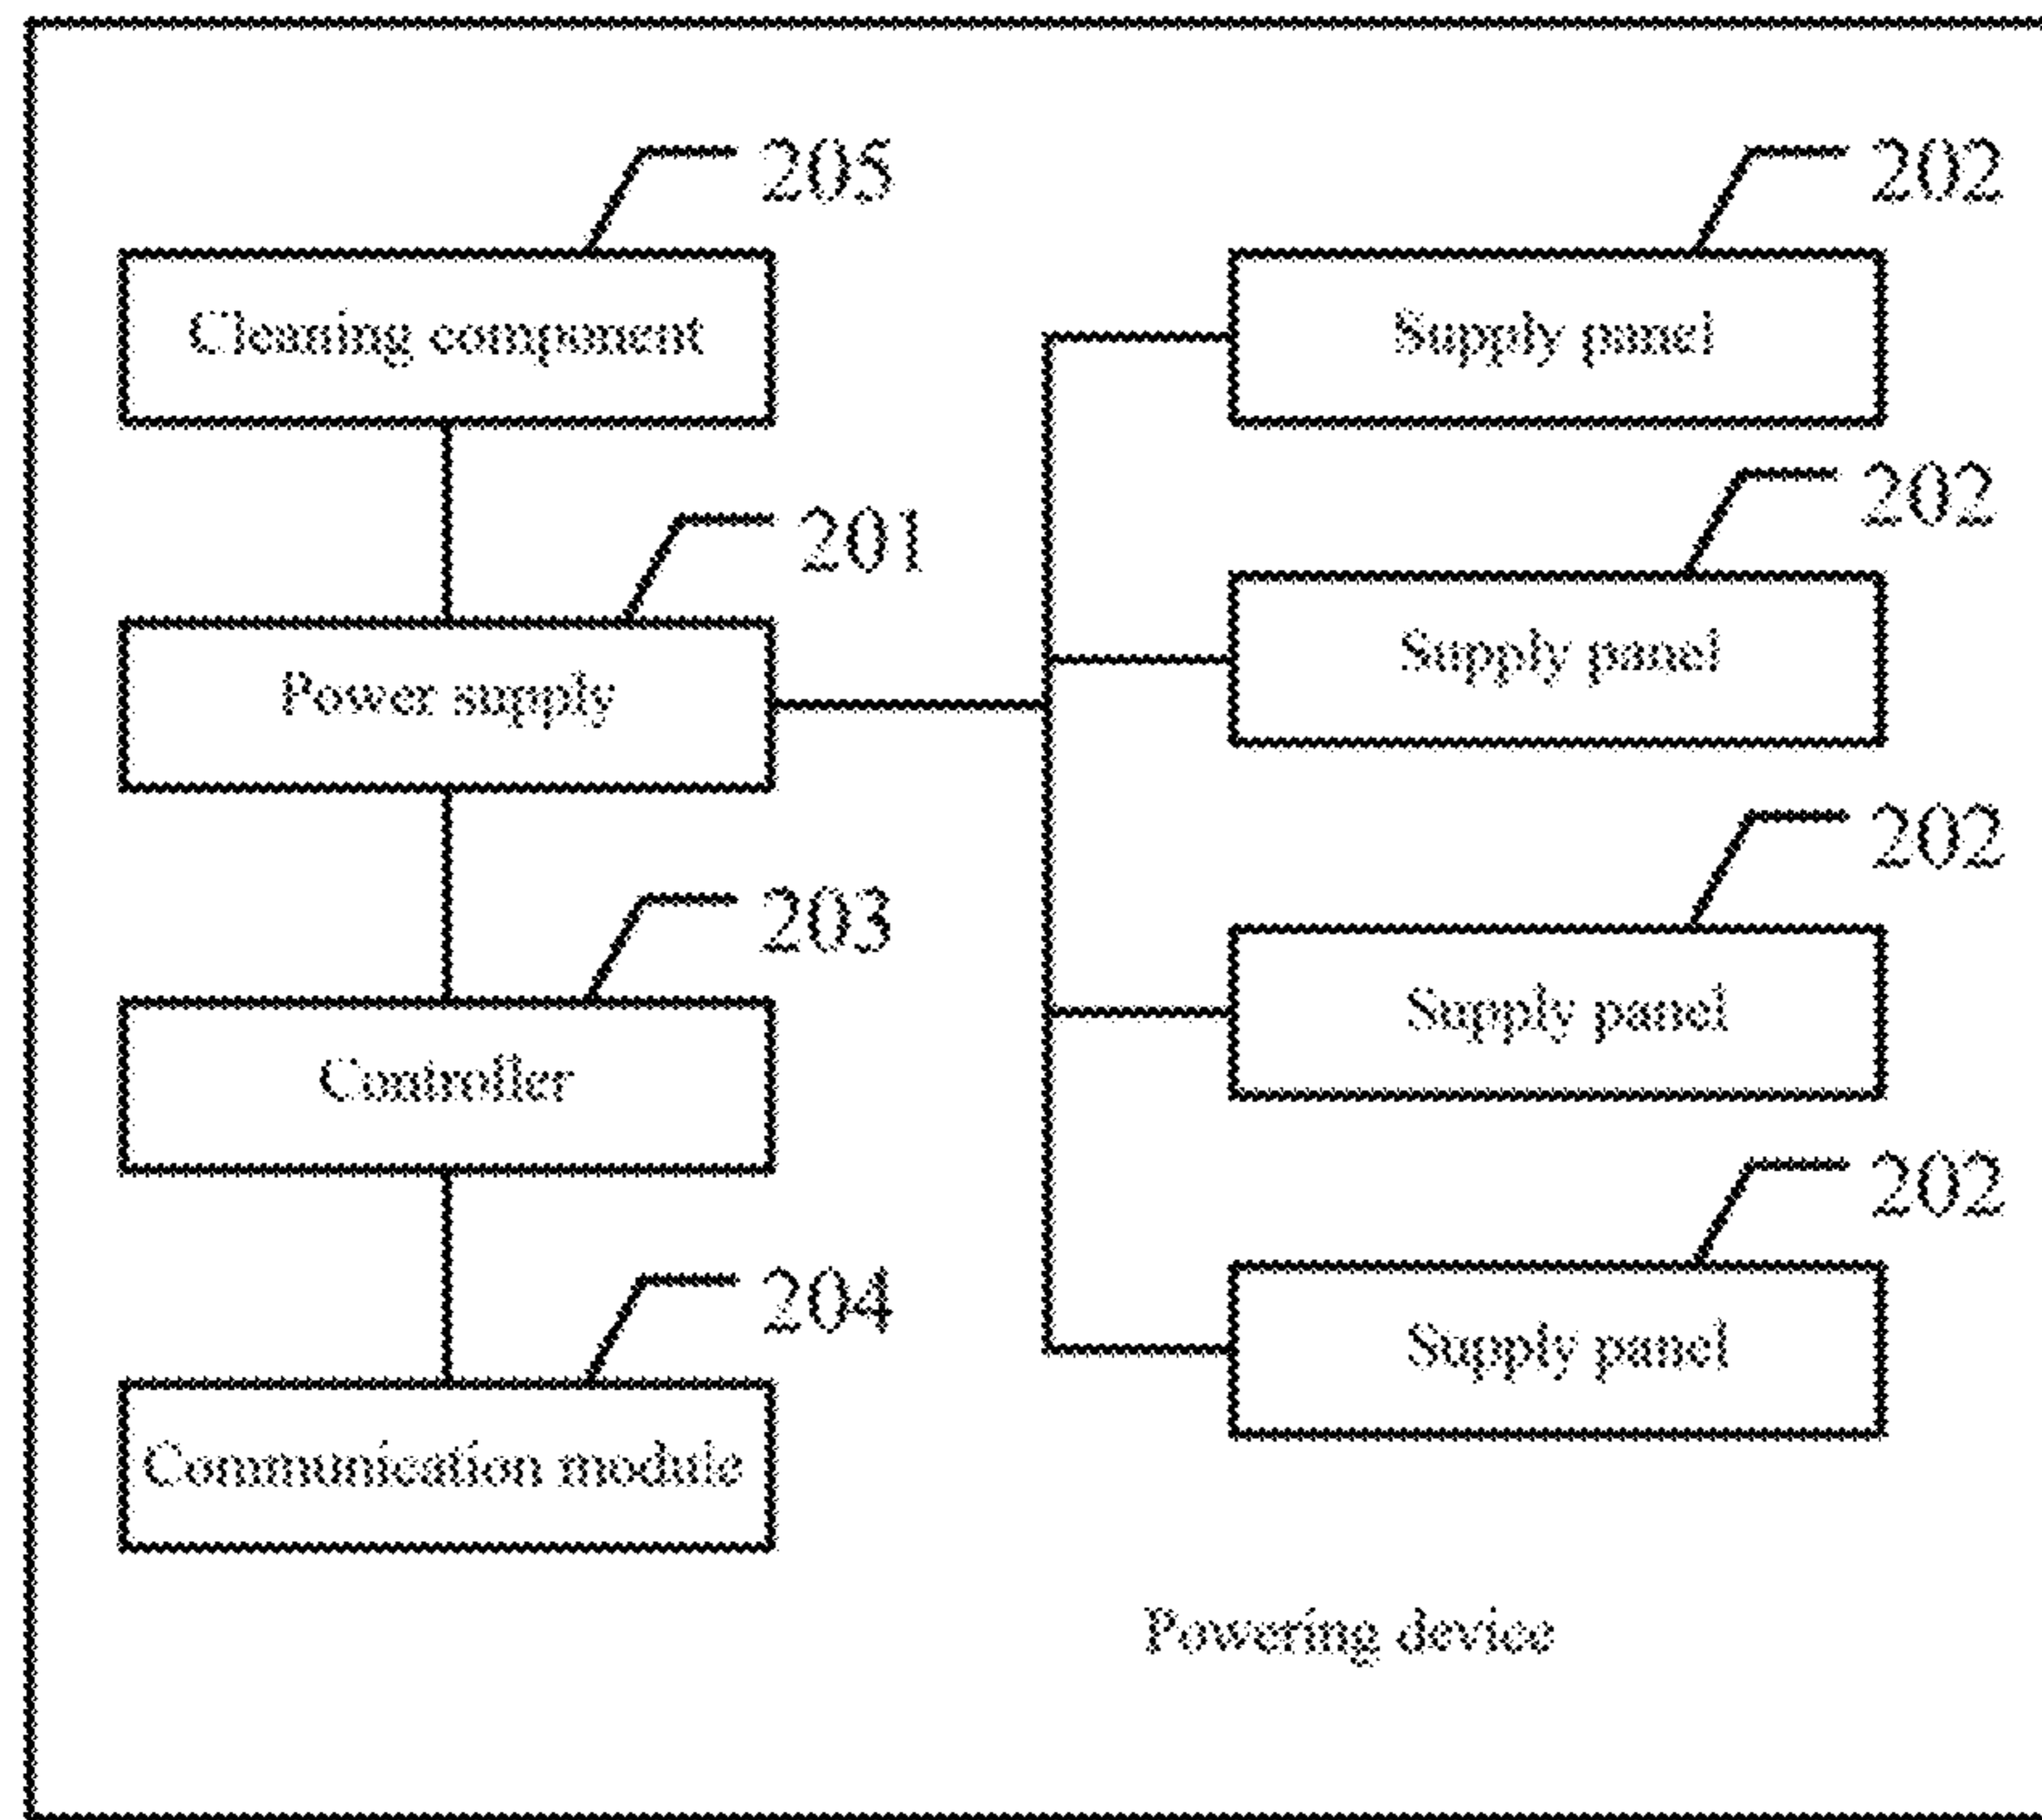 205
Cleaning component
201
Power supply
203
Controller
204
Communication module
202
Supply panel
202
Supply panel
202
Supply panel
202
Supply panel
Powering device